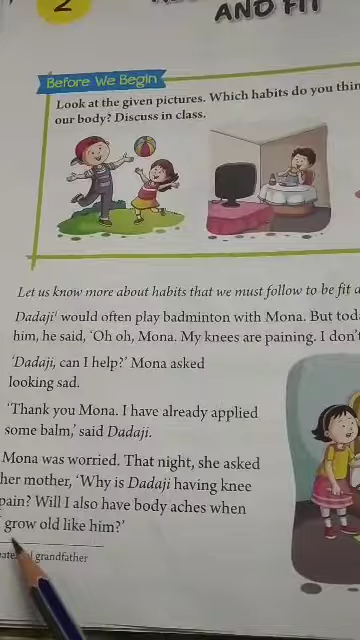 2
AND FIT
Before We Begin
Look at the given pictures. Which habits do you thin
our body? Discuss in class.
Let us know more about habits that we must follow to be fit a
Dadaji¹ would often play badminton with Mona. But tod
him, he said, 'Oh oh, Mona. My knees are paining. I don't
'Dadaji, can I help?' Mona asked
looking sad.
'Thank you Mona. I have already applied
some balm,' said Dadaji.
Mona was worried. That night, she asked
her mother, 'Why is Dadaji having knee
pain? Will I also have body aches when
grow old like him?'
grandfather